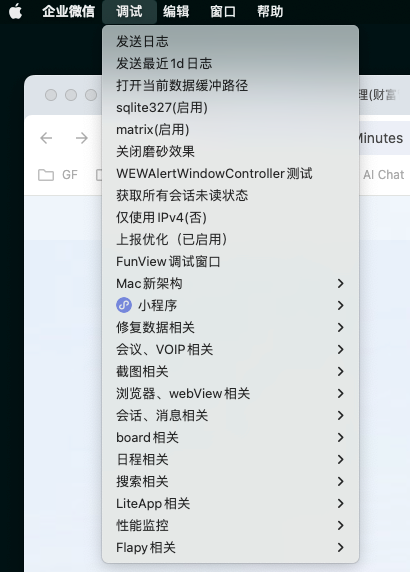 企业微信 调试 编辑 窗口 帮助
发送日志
发送最近1d日志
打开当前数据缓冲路径
sqlite327(启用)
matrix(启用)
关闭磨砂效果
WEWAlertWindowController测试
获取所有会话未读状态
仅使用IPv4(否)
上报优化（已启用）
FunView调试窗口
Mac新架构
小程序
修复数据相关
会议、VOIP相关
截图相关
浏览器、webView相关
会话、消息相关
board相关
日程相关
搜索相关
LiteApp相关
性能监控
Flapy相关
理(财富
Minutes
GF
AI Chat